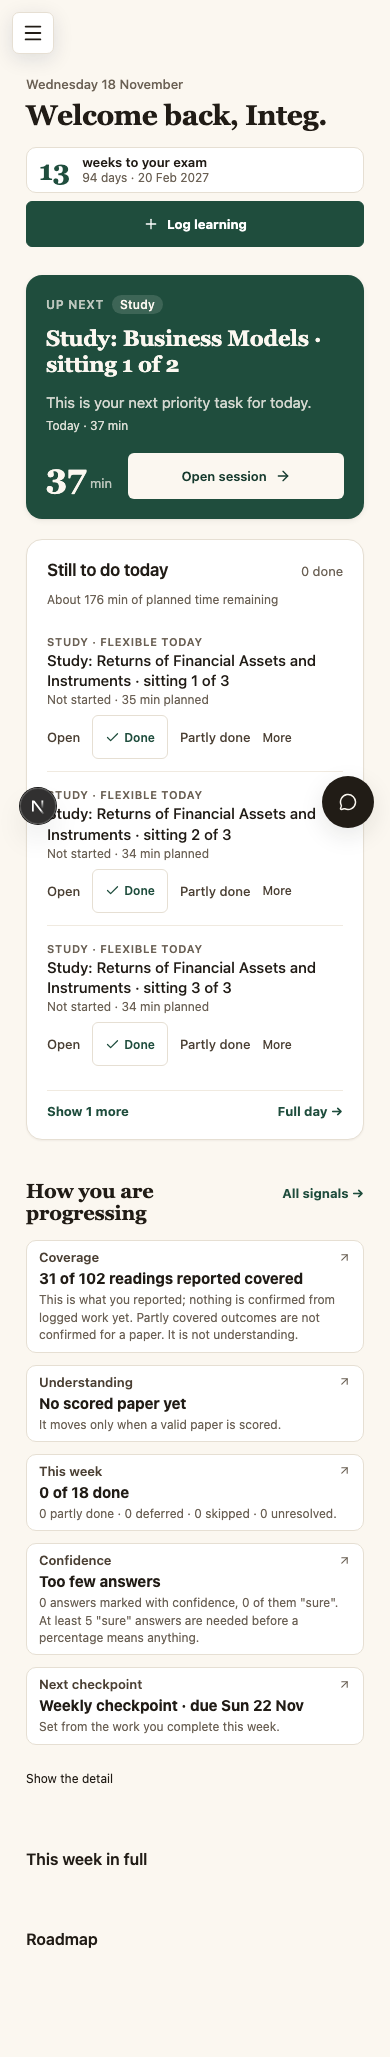 Wednesday 18 November
Welcome back, Integ.
13
weeks to your exam
94 days · 20 Feb 2027
+ Log learning
UP NEXT Study
Study: Business Models ·
sitting 1 of 2
This is your next priority task for today.
Today · 37 min
37 min
Open session →
Still to do today
0 done
About 176 min of planned time remaining
STUDY · FLEXIBLE TODAY
Study: Returns of Financial Assets and
Instruments · sitting 1 of 3
Not started · 35 min planned
Open ✓ Done Partly done More
N
STUDY · FLEXIBLE TODAY
Study: Returns of Financial Assets and
Instruments · sitting 2 of 3
Not started · 34 min planned
Open ✓ Done Partly done More
STUDY · FLEXIBLE TODAY
Study: Returns of Financial Assets and
Instruments · sitting 3 of 3
Not started · 34 min planned
Open ✓ Done Partly done More
Show 1 more
Full day →
How you are
progressing
All signals →
Coverage
31 of 102 readings reported covered
This is what you reported; nothing is confirmed from
logged work yet. Partly covered outcomes are not
confirmed for a paper. It is not understanding.
Understanding
No scored paper yet
It moves only when a valid paper is scored.
This week
0 of 18 done
0 partly done · 0 deferred · 0 skipped · 0 unresolved.
Confidence
Too few answers
0 answers marked with confidence, 0 of them "sure".
At least 5 "sure" answers are needed before a
percentage means anything.
Next checkpoint
Weekly checkpoint · due Sun 22 Nov
Set from the work you complete this week.
Show the detail
This week in full
Roadmap